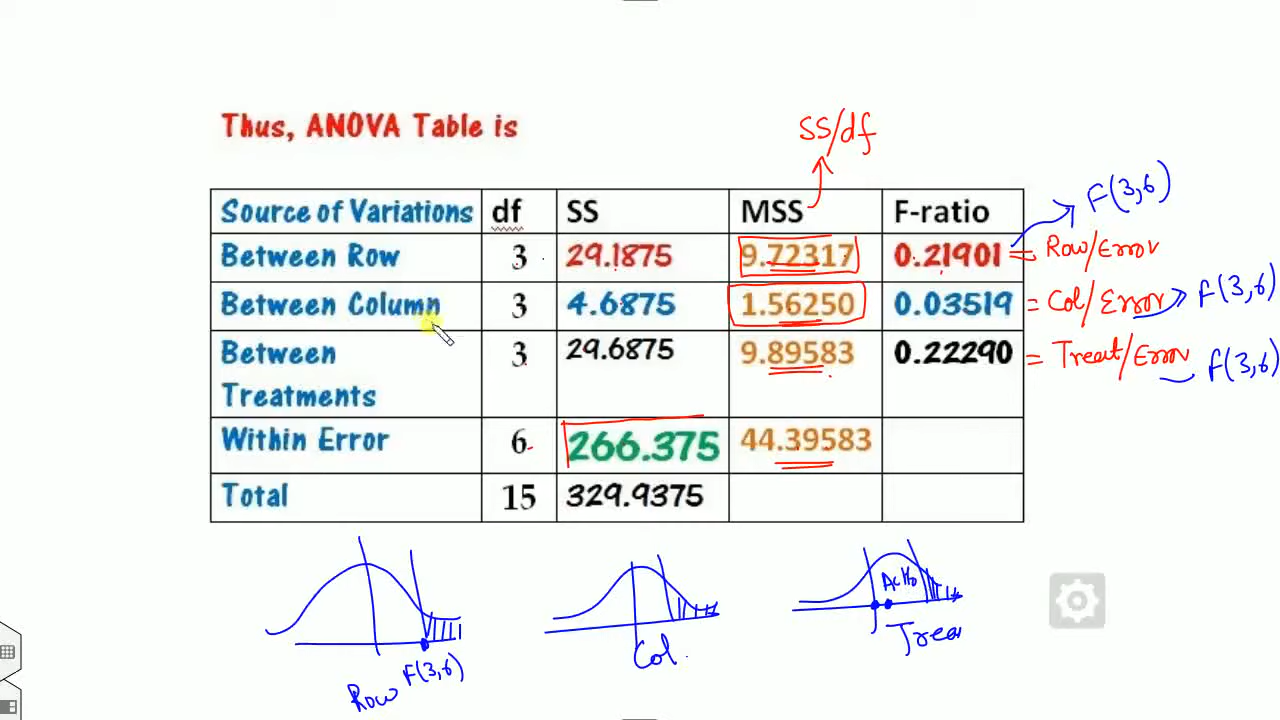 Thus, ANOVA Table is
SS/df
Source of Variations df SS MSS F-ratio
F(3,6)
Between Row 3 29.1875 9.72317 0.21901 = Row/Error
Between Column 3 4.6875 1.56250 0.03519 = Col/Error F(3,6)
Between Treatments 3 29.6875 9.89583 0.22290 = Treat/Error F(3,6)
Within Error 6 266.375 44.39583
Total 15 329.9375
F(3,6)
Row
Col.
AcH₀
Trea